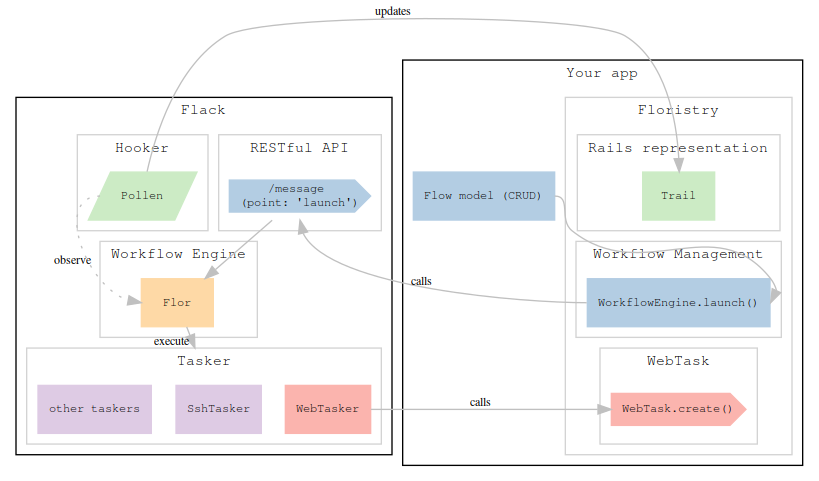 updates
Your app
Flack
Floristry
Hooker
RESTful API
Rails representation
Pollen
/message
(point: 'launch')
Flow model (CRUD)
Trail
Workflow Engine
Workflow Management
observe
calls
Flor
WorkflowEngine.launch()
execute
Tasker
WebTask
other taskers
SshTasker
WebTasker
calls
WebTask.create()